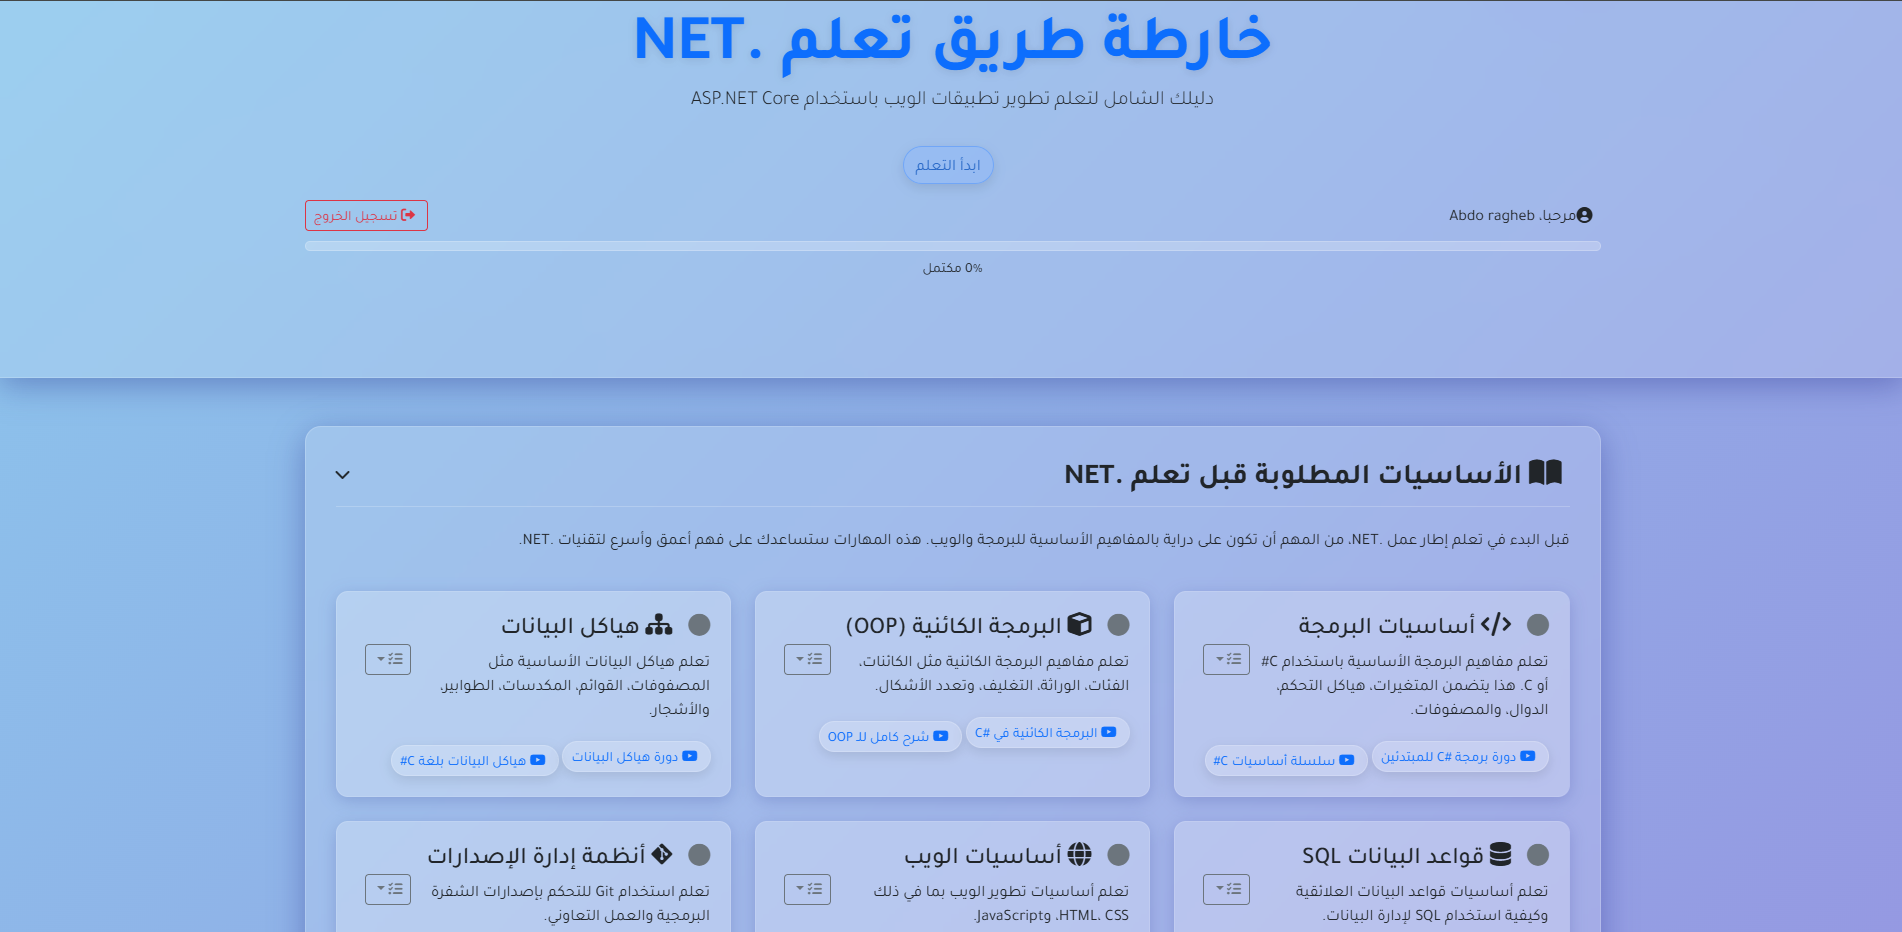 خارطة طريق تعلم .NET
دليلك الشامل لتعلم تطوير تطبيقات الويب باستخدام ASP.NET Core
ابدأ التعلم
مرحبا، Abdo ragheb
تسجيل الخروج
0% مكتمل
الأساسيات المطلوبة قبل تعلم .NET
قبل البدء في تعلم إطار عمل .NET، من المهم أن تكون على دراية بالمفاهيم الأساسية للبرمجة والويب. هذه المهارات ستساعدك على فهم أعمق وأسرع لتقنيات .NET.
أساسيات البرمجة
تعلم مفاهيم البرمجة الأساسية باستخدام C#
أو C. هذا يتضمن المتغيرات، هياكل التحكم،
الدوال، والمصفوفات.
دورة برمجة C# للمبتدئين
سلسلة أساسيات C#
البرمجة الكائنية (OOP)
تعلم مفاهيم البرمجة الكائنية مثل الكائنات،
الفئات، الوراثة، التغليف، وتعدد الأشكال.
البرمجة الكائنية في C#
شرح كامل للـ OOP
هياكل البيانات
تعلم هياكل البيانات الأساسية مثل
المصفوفات، القوائم، المكدسات، الطوابير،
والأشجار.
دورة هياكل البيانات
هياكل البيانات بلغة C#
قواعد البيانات SQL
تعلم أساسيات قواعد البيانات العلائقية
وكيفية استخدام SQL لإدارة البيانات.
أساسيات الويب
تعلم أساسيات تطوير الويب بما في ذلك
HTML، CSS، وJavaScript.
أنظمة إدارة الإصدارات
تعلم استخدام Git للتحكم بإصدارات الشفرة
البرمجية والعمل التعاوني.